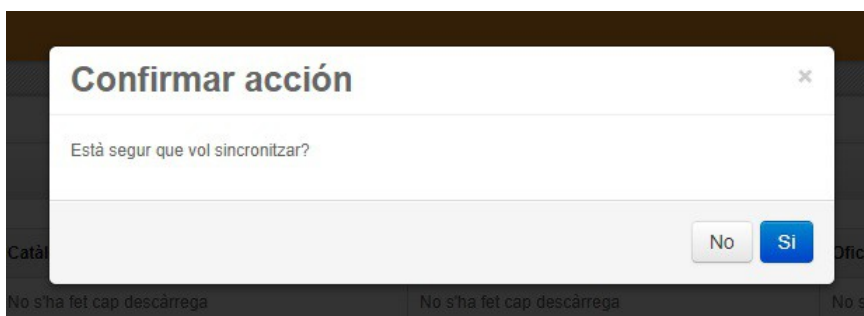 Confirmar acción
×
Està segur que vol sincronitzar?
No
Si
No s'ha fet cap descàrrega
No s'ha fet cap descàrrega
No